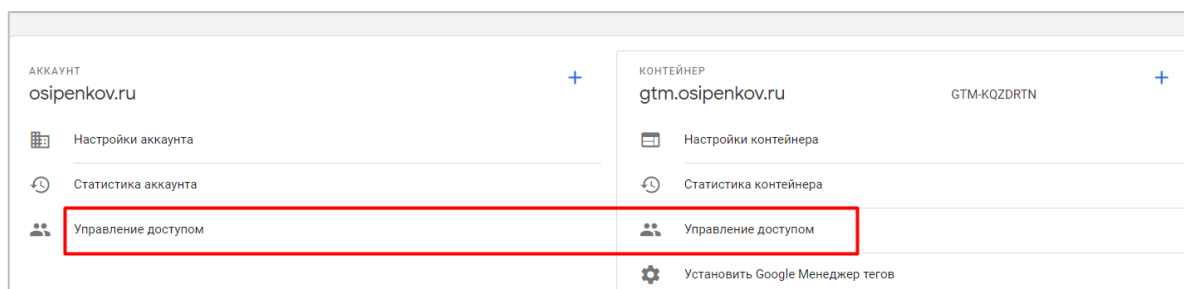 АККАУНТ
osipenkov.ru
Настройки аккаунта
Статистика аккаунта
Управление доступом
КОНТЕЙНЕР
gtm.osipenkov.ru GTM-KQZDRTN
Настройки контейнера
Статистика контейнера
Управление доступом
Установить Google Менеджер тегов